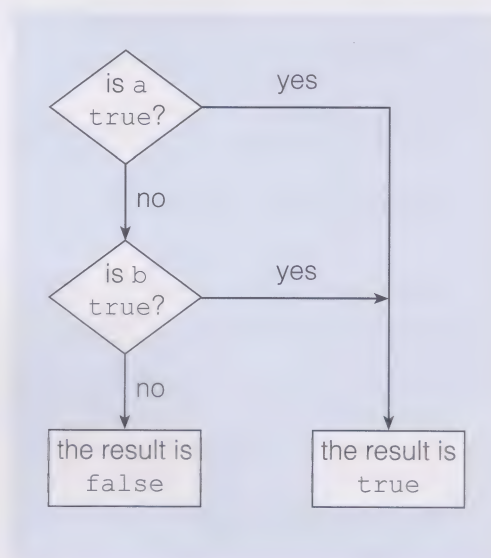 is a
true?
yes
no
is b
true?
yes
no
the result is
false
the result is
true